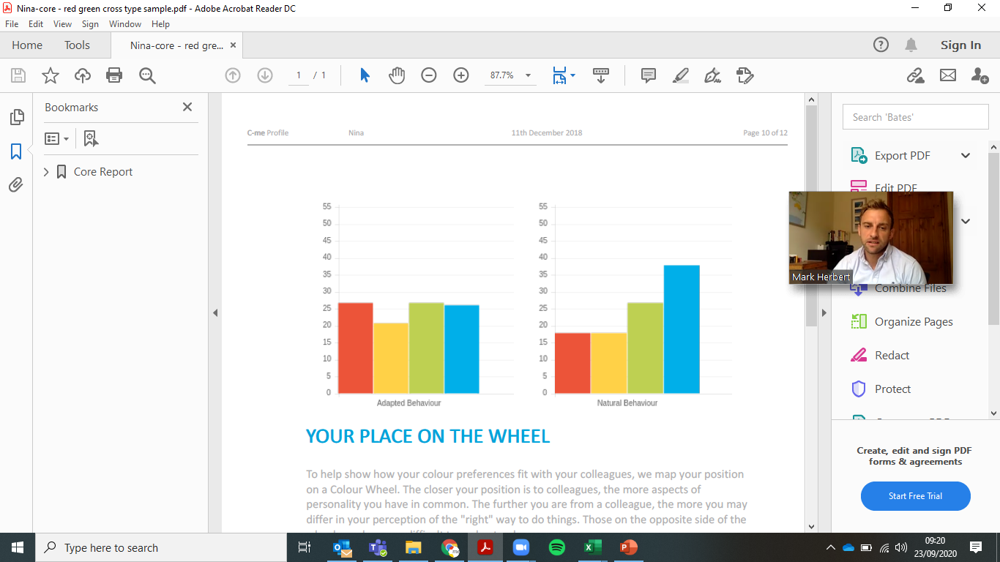 Nina-core - red green cross type sample.pdf - Adobe Acrobat Reader DC
File Edit View Sign Window Help
Home Tools Nina-core - red gre... × Sign In
1 / 1 87.7%
Bookmarks
Core Report
C-me Profile Nina 11th December 2018 Page 10 of 12
55
50
45
40
35
30
25
20
15
10
5
0
Adapted Behaviour
55
50
45
40
35
30
25
20
15
10
5
0
Natural Behaviour
YOUR PLACE ON THE WHEEL
To help show how your colour preferences fit with your colleagues, we map your position
on a Colour Wheel. The closer your position is to colleagues, the more aspects of
personality you have in common. The further you are from a colleague, the more you may
differ in your perception of the "right" way to do things. Those on the opposite side of the
Search 'Bates'
Export PDF
Edit PDF
Mark Herbert
Combine Files
Organize Pages
Redact
Protect
Create, edit and sign PDF
forms & agreements
Start Free Trial
Type here to search
09:20
23/09/2020